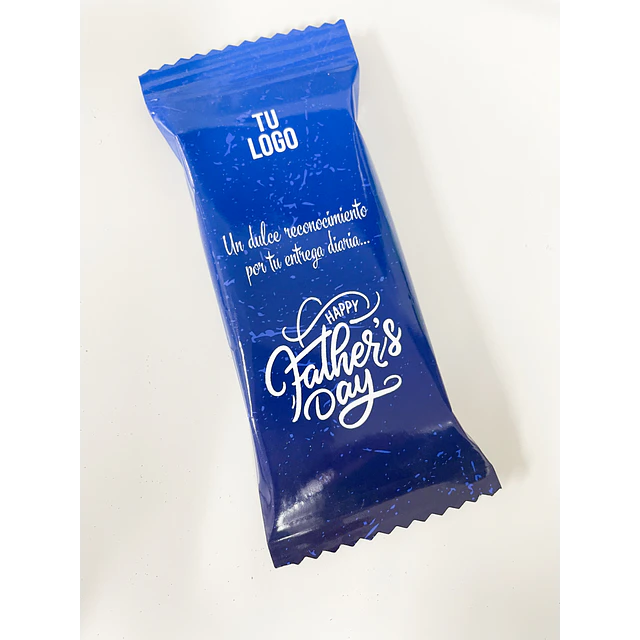 TU
LOGO
Un dulce reconocimiento
por tu entrega diaria...
HAPPY
Father's
Day